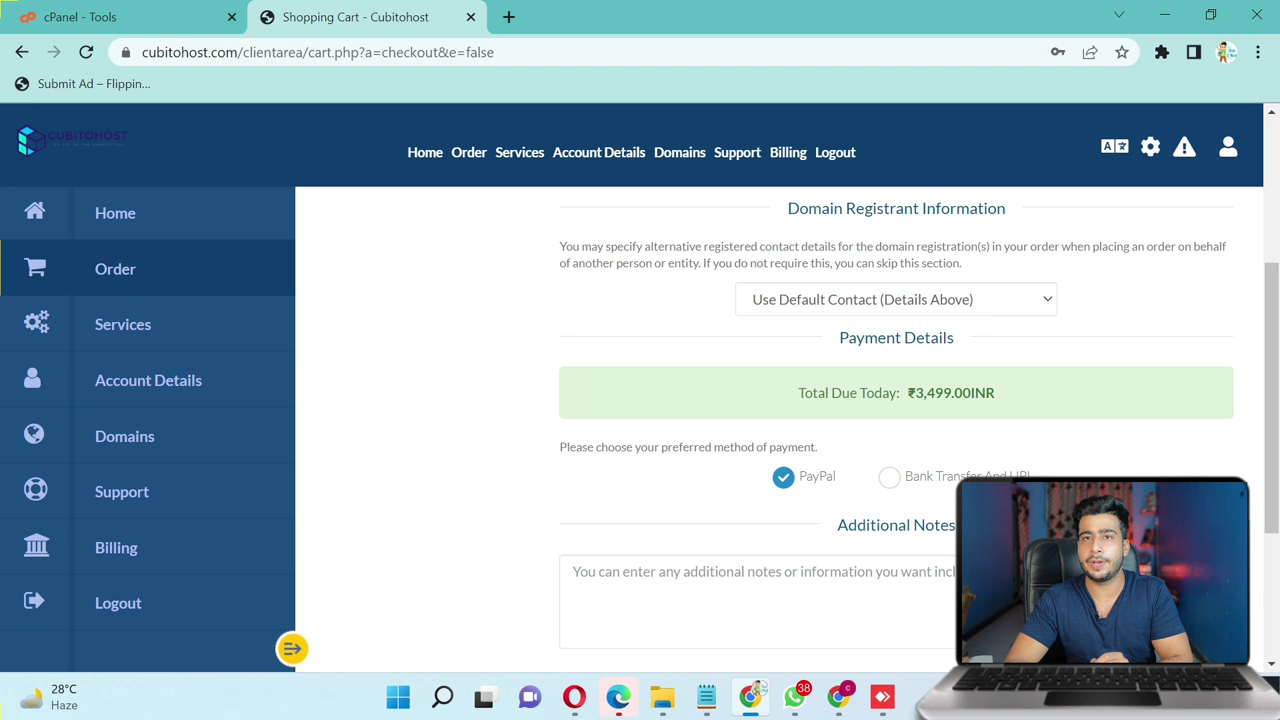 cPanel - Tools
Shopping Cart - Cubitohost
cubitohost.com/clientarea/cart.php?a=checkout&e=false
Submit Ad – Flippin...
CUBITOHOST
Home Order Services Account Details Domains Support Billing Logout
Home
Order
Services
Account Details
Domains
Support
Billing
Logout
Domain Registrant Information
You may specify alternative registered contact details for the domain registration(s) in your order when placing an order on behalf
of another person or entity. If you do not require this, you can skip this section.
Use Default Contact (Details Above)
Payment Details
Total Due Today: ₹3,499.00INR
Please choose your preferred method of payment.
PayPal
Bank Transfer And UPI
Additional Notes
You can enter any additional notes or information you want incl
28°C
Haze
38
c